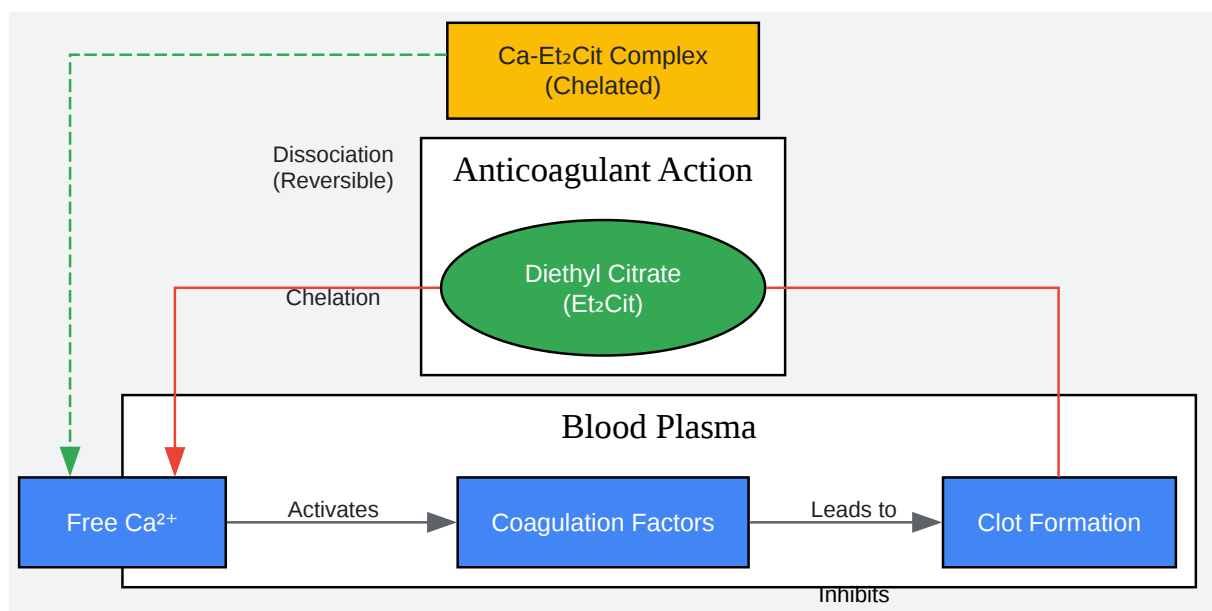 Ca-Et₂Cit Complex
(Chelated)
Dissociation
(Reversible)
Anticoagulant Action
Diethyl Citrate
(Et₂Cit)
Chelation
Blood Plasma
Free Ca²⁺
Activates
Coagulation Factors
Leads to
Clot Formation
Inhibits